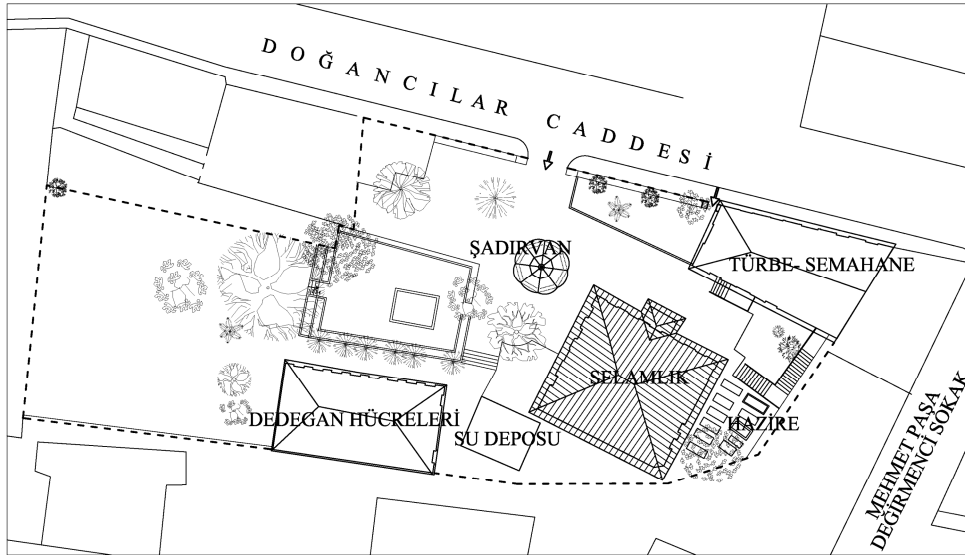 DOĞANCILAR CADDESİ
ŞADIRVAN
TÜRBE- SEMAHANE
SELAMLIK
DEDEGAN HÜCRELERİ
HAZİRE
SU DEPOSU
MEHMET PAŞA
DEĞİRMENCİ SOKAK